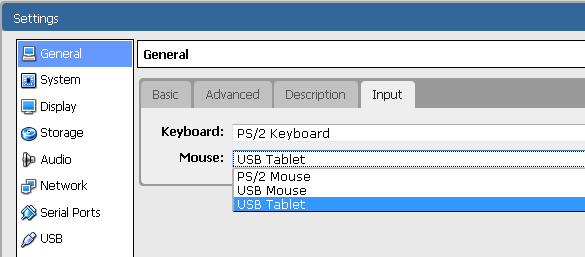 Settings
General
System
Display
Storage
Audio
Network
Serial Ports
USB
General
Basic Advanced Description Input
Keyboard: PS/2 Keyboard
Mouse: USB Tablet
PS/2 Mouse
USB Mouse
USB Tablet